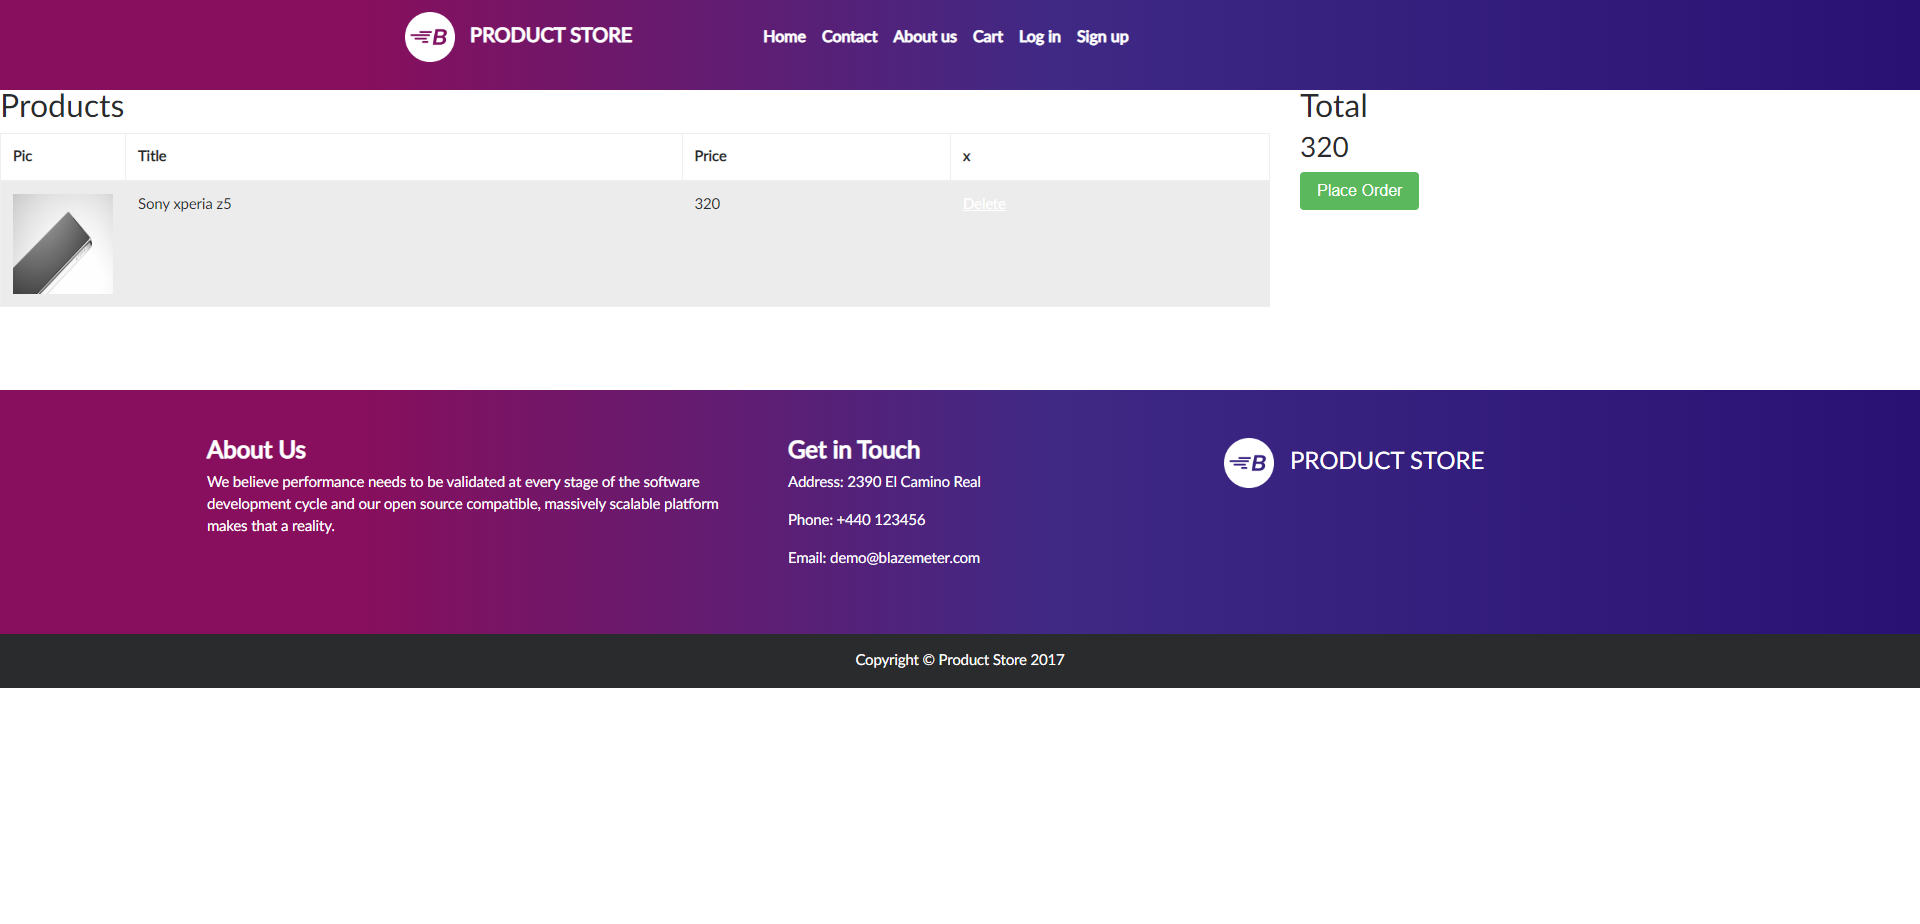 B PRODUCT STORE Home Contact About us Cart Log in Sign up
Products
Pic Title Price x
Sony xperia z5 320 Delete
Total
320
Place Order
About Us
We believe performance needs to be validated at every stage of the software
development cycle and our open source compatible, massively scalable platform
makes that a reality.
Get in Touch
Address: 2390 El Camino Real
Phone: +440 123456
Email: demo@blazemeter.com
B PRODUCT STORE
Copyright © Product Store 2017